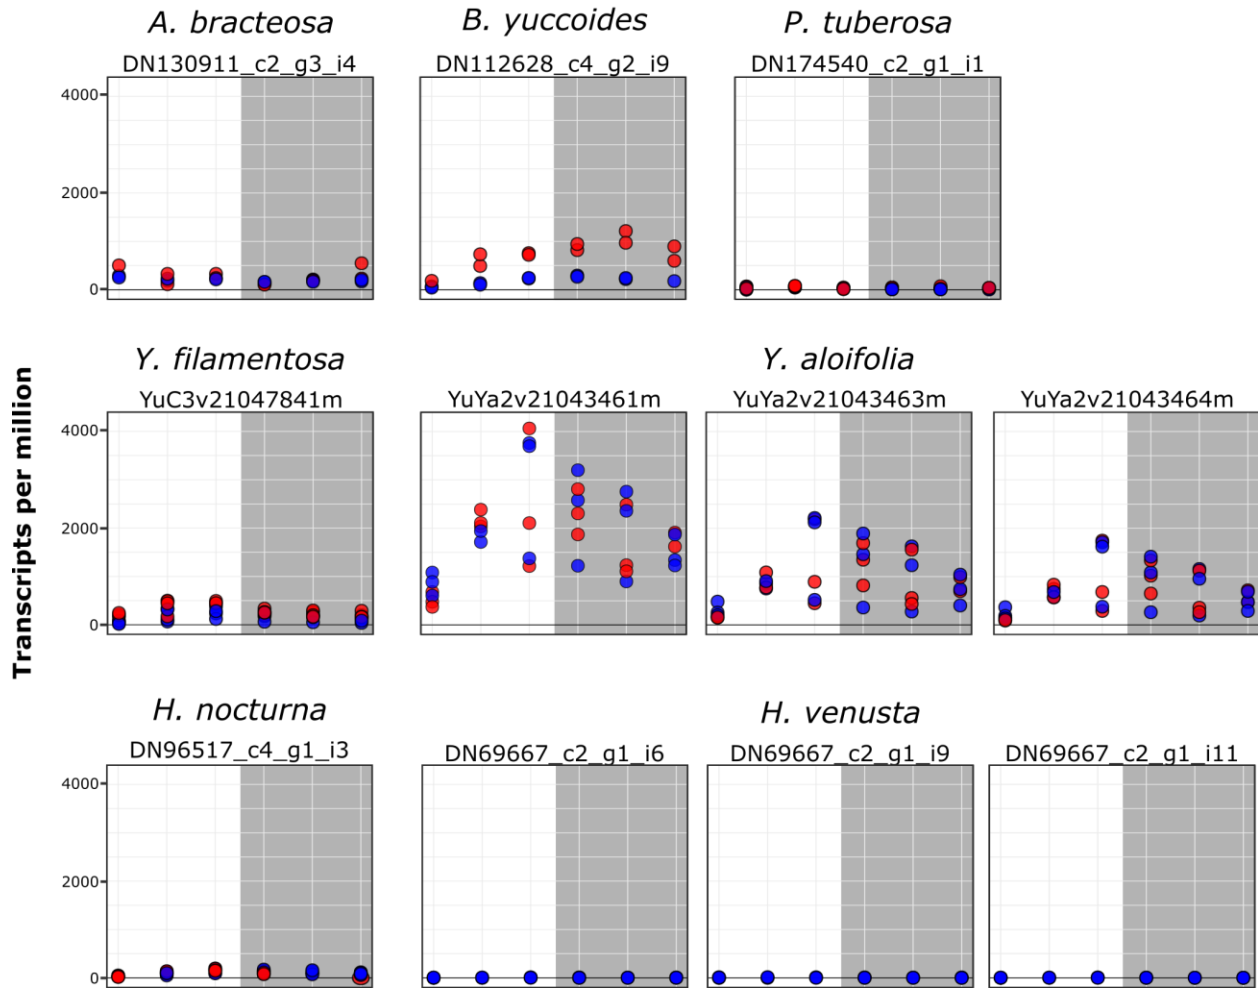 A. bracteosa
B. yuccoides
P. tuberosa
DN130911_c2_g3_i4
DN112628_c4_g2_i9
DN174540_c2_g1_i1
4000
2000
0
Transcripts per million
Y. filamentosa
Y. aloifolia
YuC3v21047841m
YuYa2v21043461m
YuYa2v21043463m
YuYa2v21043464m
4000
2000
0
H. nocturna
H. venusta
DN96517_c4_g1_i3
DN69667_c2_g1_i6
DN69667_c2_g1_i9
DN69667_c2_g1_i11
4000
2000
0